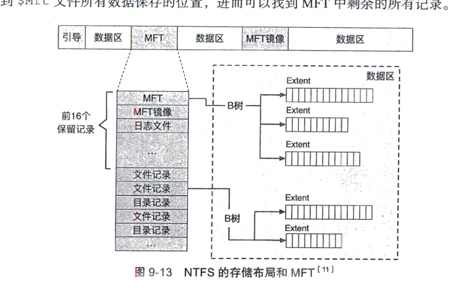 到 $Mft 文件所有数据保存的位置，进而可以找到 MFT 中剩余的所有记录。
引导 数据区 MFT 数据区 MFT镜像 数据区
数据区
前16个
保留记录
MFT
MFT镜像
日志文件
...
文件记录
文件记录
目录记录
文件记录
目录记录
...
B树
Extent
Extent
Extent
B树
Extent
Extent
图 9-13 NTFS 的存储布局和 MFT[11]